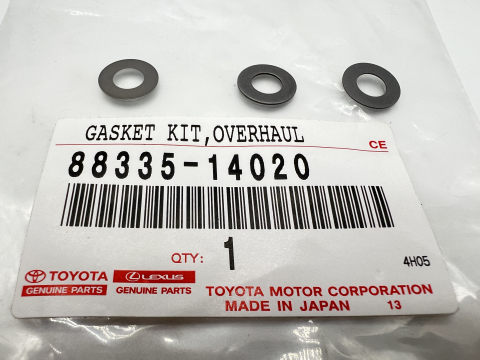 GASKET KIT,OVERHAUL
CE
88335-14020
QTY: 1
4H05
TOYOTA
GENUINE PARTS
LEXUS
GENUINE PARTS
TOYOTA MOTOR CORPORATION
MADE IN JAPAN 13